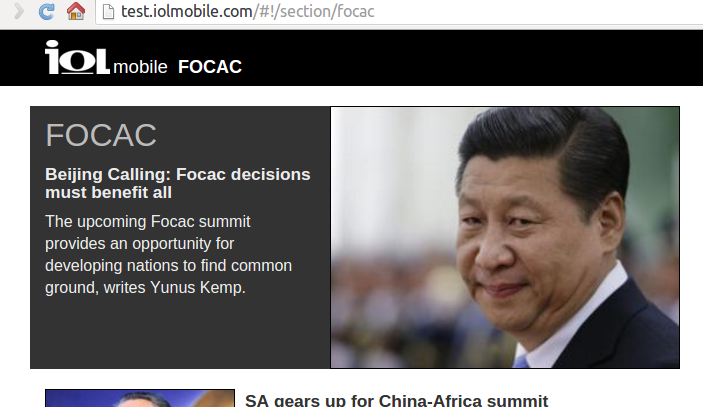 test.iolmobile.com/#!/section/focac
iol mobile FOCAC
FOCAC
Beijing Calling: Focac decisions
must benefit all
The upcoming Focac summit
provides an opportunity for
developing nations to find common
ground, writes Yunus Kemp.
SA gears up for China-Africa summit